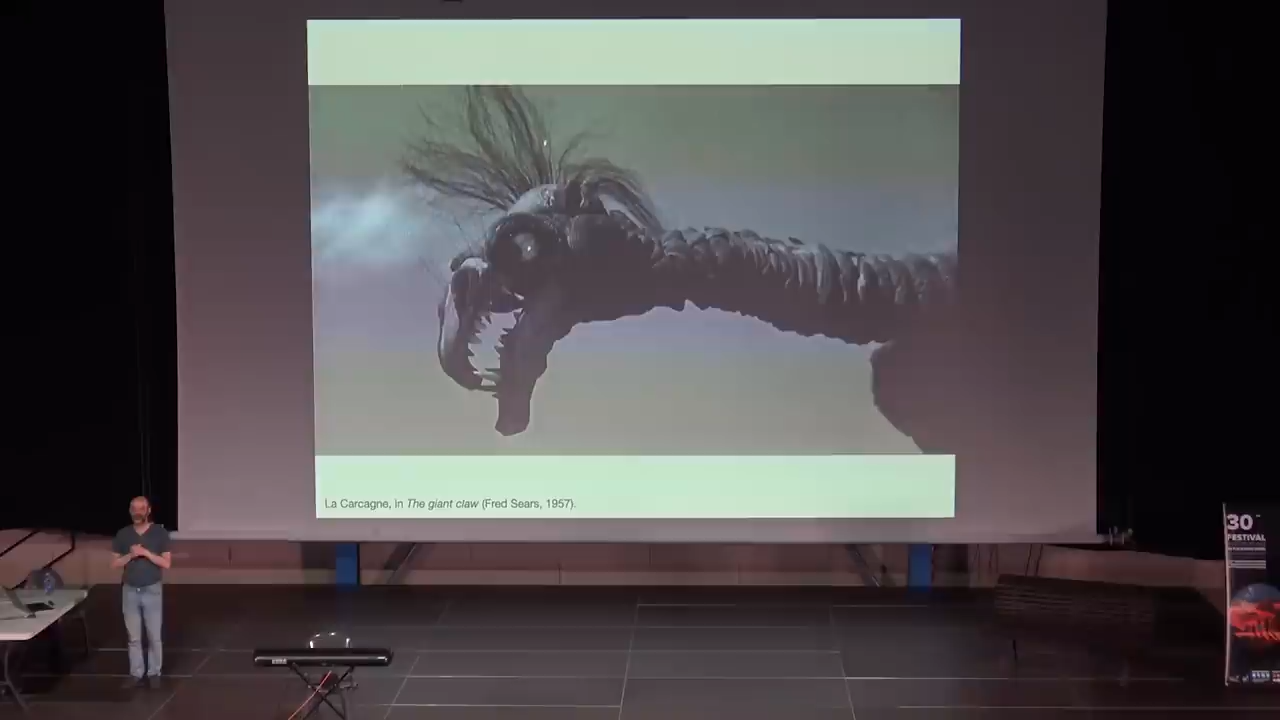 La Carcagne, in The giant claw (Fred Sears, 1957).
30
FESTIVAL